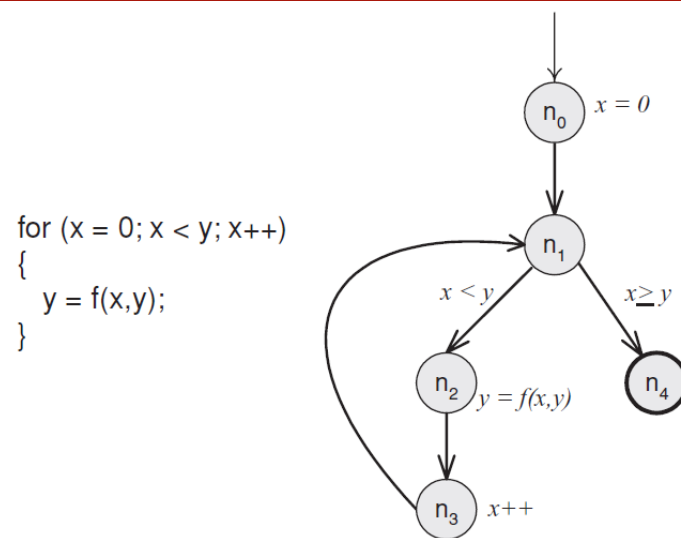 for (x = 0; x < y; x++)
{
y = f(x,y);
}
n0 x = 0
n1
x < y
x ≥ y
n2 y = f(x,y)
n4
n3 x++